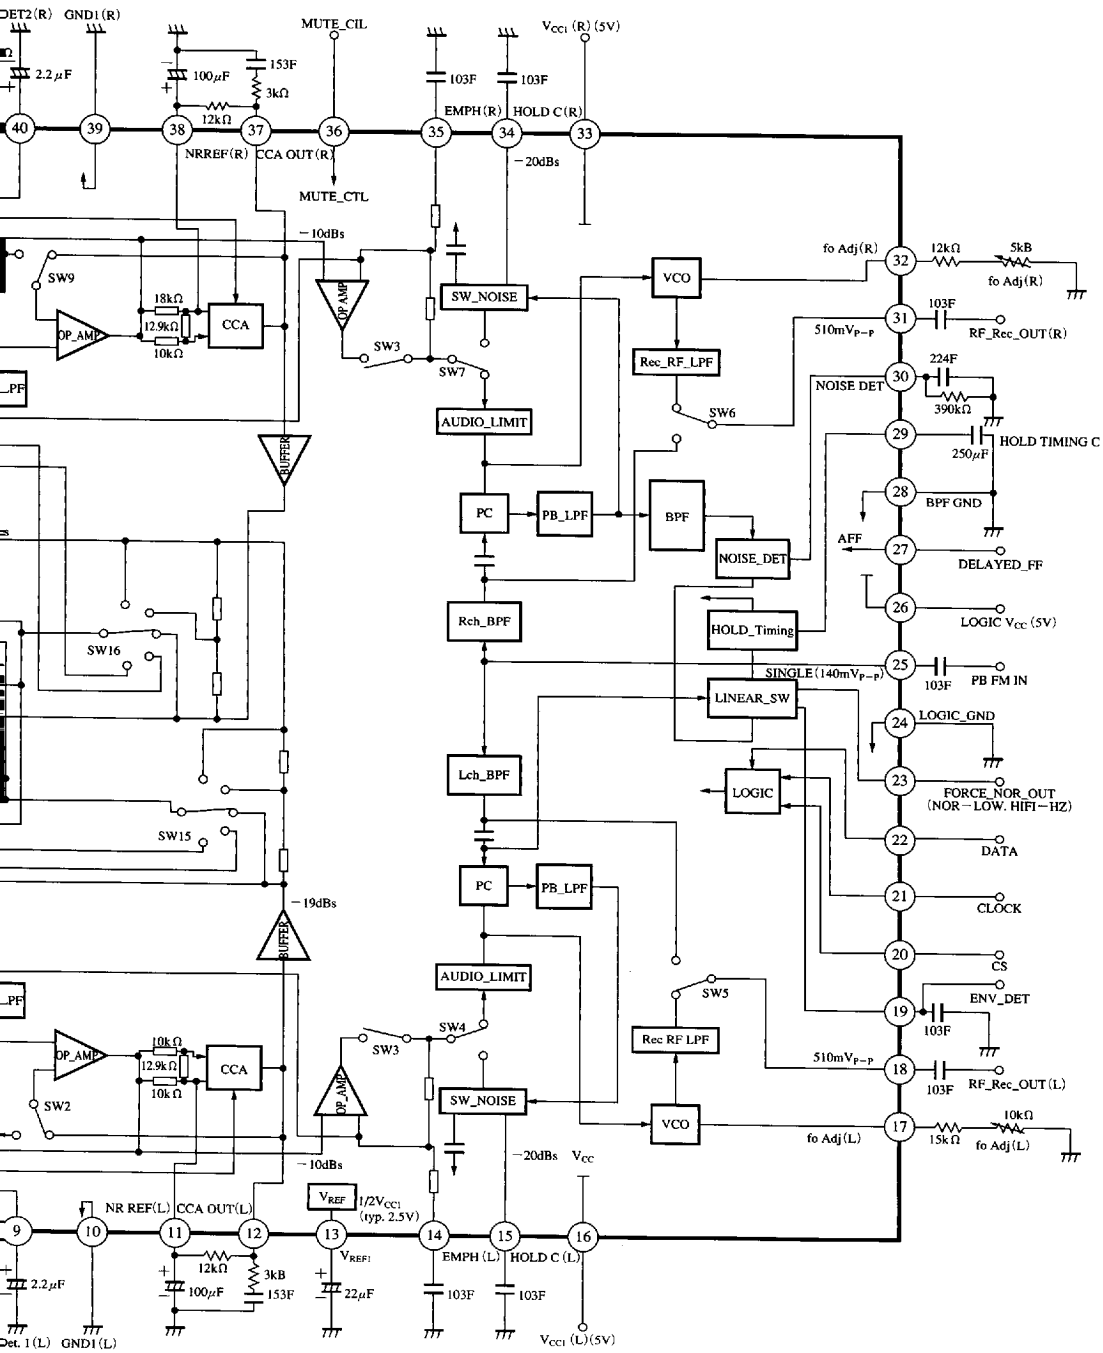 DET2(R) GND1(R)
MUTE_CIL
VCC1 (R)(5V)
Ω
2.2μF
100μF
153F
3kΩ
12kΩ
103F
103F
EMPH(R) HOLD C(R)
40 39 38 37 36 35 34 33
NRREF(R) CCA OUT(R)
−20dBs
MUTE_CTL
−10dBs
fo Adj(R)
32
12kΩ
5kB
fo Adj(R)
SW9
VCO
OP AMP
SW_NOISE
18kΩ
12.9kΩ
10kΩ
OP_AMP
CCA
510mVP−P
31
103F
RF_Rec_OUT(R)
SW3
SW7
Rec_RF_LPF
NOISE DET
30
224F
390kΩ
LPF
AUDIO_LIMIT
SW6
29
250μF
HOLD TIMING C
BUFFER
PC
PB_LPF
BPF
28
BPF GND
AFF
27
DELAYED_FF
NOISE_DET
Rch_BPF
HOLD_Timing
26
LOGIC VCC (5V)
SW16
25
103F
PB FM IN
SINGLE(140mVP−P)
LINEAR_SW
24
LOGIC_GND
Lch_BPF
LOGIC
23
FORCE_NOR_OUT
(NOR−LOW. HIFI−HZ)
SW15
22
DATA
PC
PB_LPF
21
CLOCK
−19dBs
BUFFER
20
CS
AUDIO_LIMIT
SW5
ENV_DET
LPF
19
103F
SW4
SW3
Rec RF LPF
OP_AMP
10kΩ
12.9kΩ
10kΩ
CCA
510mVP−P
18
103F
RF_Rec_OUT(L)
SW2
OP_AMP
SW_NOISE
VCO
fo Adj(L)
17
15kΩ
10kΩ
fo Adj(L)
−10dBs
−20dBs
VCC
VREF
1/2VCC1
(typ. 2.5V)
NR REF(L) CCA OUT(L)
9 10 11 12 13 14 15 16
VREF1
EMPH (L) HOLD C (L)
12kΩ
2.2μF
100μF
3kB
153F
22μF
103F
103F
Det. 1(L) GND1(L)
VCC1 (L)(5V)